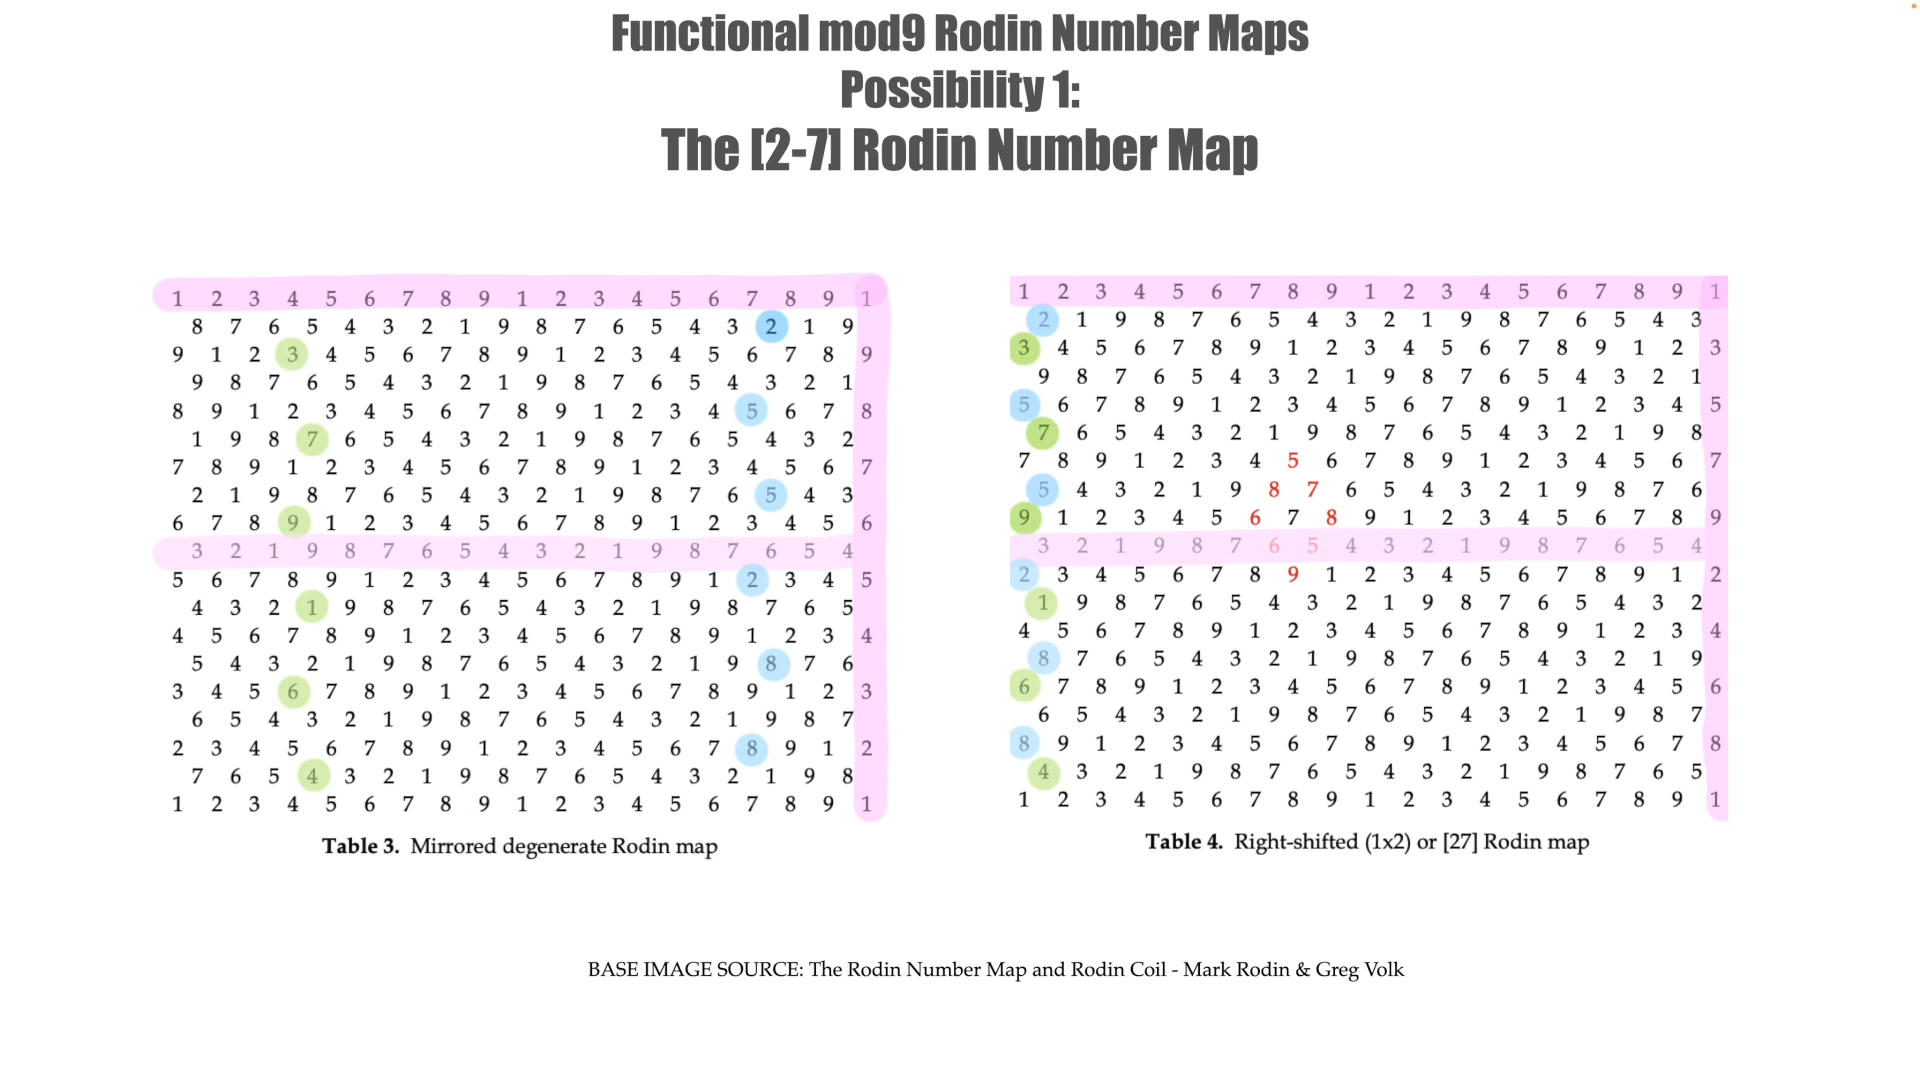 Functional mod9 Rodin Number Maps
Possibility 1:
The [2-7] Rodin Number Map
1 2 3 4 5 6 7 8 9 1 2 3 4 5 6 7 8 9 1
8 7 6 5 4 3 2 1 9 8 7 6 5 4 3 2 1 9
9 1 2 3 4 5 6 7 8 9 1 2 3 4 5 6 7 8 9
9 8 7 6 5 4 3 2 1 9 8 7 6 5 4 3 2 1
8 9 1 2 3 4 5 6 7 8 9 1 2 3 4 5 6 7 8
1 9 8 7 6 5 4 3 2 1 9 8 7 6 5 4 3 2
7 8 9 1 2 3 4 5 6 7 8 9 1 2 3 4 5 6 7
2 1 9 8 7 6 5 4 3 2 1 9 8 7 6 5 4 3
6 7 8 9 1 2 3 4 5 6 7 8 9 1 2 3 4 5 6
3 2 1 9 8 7 6 5 4 3 2 1 9 8 7 6 5 4
5 6 7 8 9 1 2 3 4 5 6 7 8 9 1 2 3 4 5
4 3 2 1 9 8 7 6 5 4 3 2 1 9 8 7 6 5
4 5 6 7 8 9 1 2 3 4 5 6 7 8 9 1 2 3 4
5 4 3 2 1 9 8 7 6 5 4 3 2 1 9 8 7 6
3 4 5 6 7 8 9 1 2 3 4 5 6 7 8 9 1 2 3
6 5 4 3 2 1 9 8 7 6 5 4 3 2 1 9 8 7
2 3 4 5 6 7 8 9 1 2 3 4 5 6 7 8 9 1 2
7 6 5 4 3 2 1 9 8 7 6 5 4 3 2 1 9 8
1 2 3 4 5 6 7 8 9 1 2 3 4 5 6 7 8 9 1
Table 3. Mirrored degenerate Rodin map
1 2 3 4 5 6 7 8 9 1 2 3 4 5 6 7 8 9 1
2 1 9 8 7 6 5 4 3 2 1 9 8 7 6 5 4 3
3 4 5 6 7 8 9 1 2 3 4 5 6 7 8 9 1 2 3
9 8 7 6 5 4 3 2 1 9 8 7 6 5 4 3 2 1
5 6 7 8 9 1 2 3 4 5 6 7 8 9 1 2 3 4 5
7 6 5 4 3 2 1 9 8 7 6 5 4 3 2 1 9 8
7 8 9 1 2 3 4 5 6 7 8 9 1 2 3 4 5 6 7
5 4 3 2 1 9 8 7 6 5 4 3 2 1 9 8 7 6
9 1 2 3 4 5 6 7 8 9 1 2 3 4 5 6 7 8 9
3 2 1 9 8 7 6 5 4 3 2 1 9 8 7 6 5 4
2 3 4 5 6 7 8 9 1 2 3 4 5 6 7 8 9 1 2
1 9 8 7 6 5 4 3 2 1 9 8 7 6 5 4 3 2
4 5 6 7 8 9 1 2 3 4 5 6 7 8 9 1 2 3 4
8 7 6 5 4 3 2 1 9 8 7 6 5 4 3 2 1 9
6 7 8 9 1 2 3 4 5 6 7 8 9 1 2 3 4 5 6
6 5 4 3 2 1 9 8 7 6 5 4 3 2 1 9 8 7
8 9 1 2 3 4 5 6 7 8 9 1 2 3 4 5 6 7 8
4 3 2 1 9 8 7 6 5 4 3 2 1 9 8 7 6 5
1 2 3 4 5 6 7 8 9 1 2 3 4 5 6 7 8 9 1
Table 4. Right-shifted (1x2) or [27] Rodin map
BASE IMAGE SOURCE: The Rodin Number Map and Rodin Coil - Mark Rodin & Greg Volk